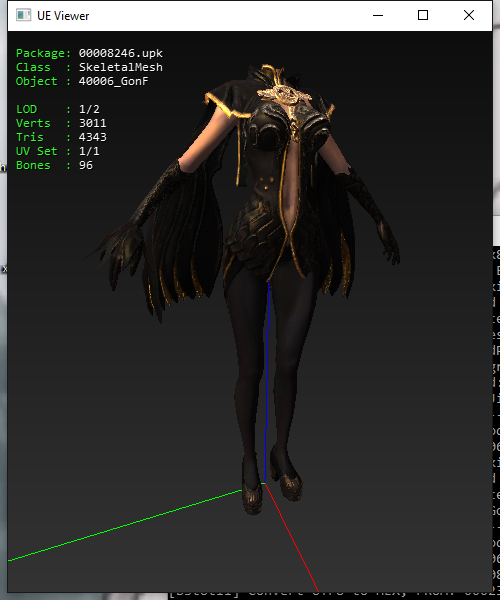 UE Viewer
Package: 00008246.upk
Class : SkeletalMesh
Object : 40006_GonF
LOD : 1/2
Verts : 3011
Tris : 4343
UV Set : 1/1
Bones : 96